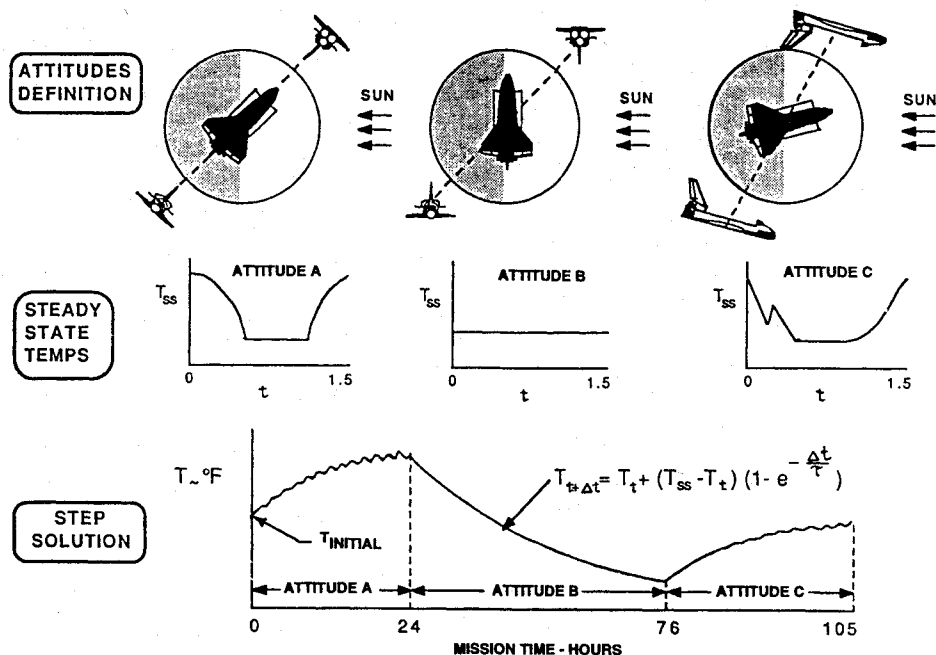 ATTITUDES
DEFINITION
SUN
SUN
SUN
STEADY
STATE
TEMPS
ATTITUDE A
T_SS
0
t
1.5
ATTITUDE B
T_SS
0
t
1.5
ATTITUDE C
T_SS
0
t
1.5
STEP
SOLUTION
T~°F
T_INITIAL
T_{t+Δt} = T_t + (T_SS - T_t) (1 - e^{-Δt/τ})
ATTITUDE A
ATTITUDE B
ATTITUDE C
0
24
76
105
MISSION TIME - HOURS